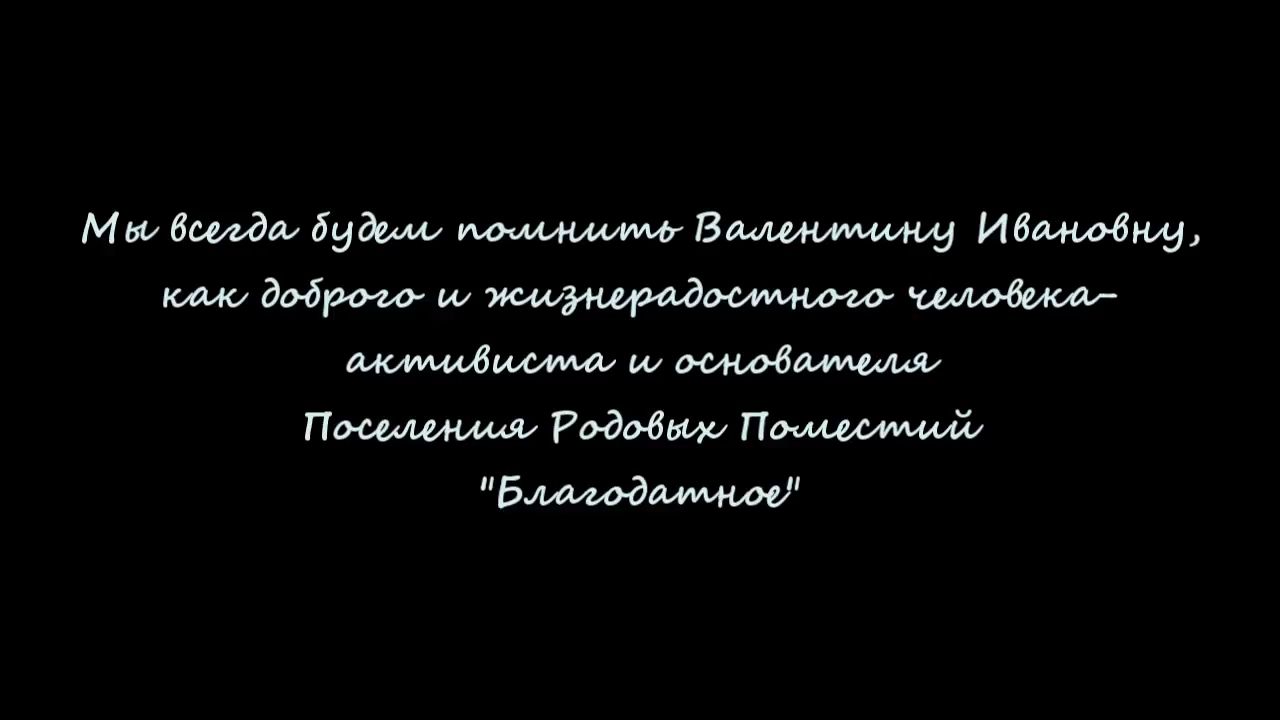 Мы всегда будем помнить Валентину Ивановну,
как доброго и жизнерадостного человека-
активиста и основателя
Поселения Родовых Поместий
"Благодатное"